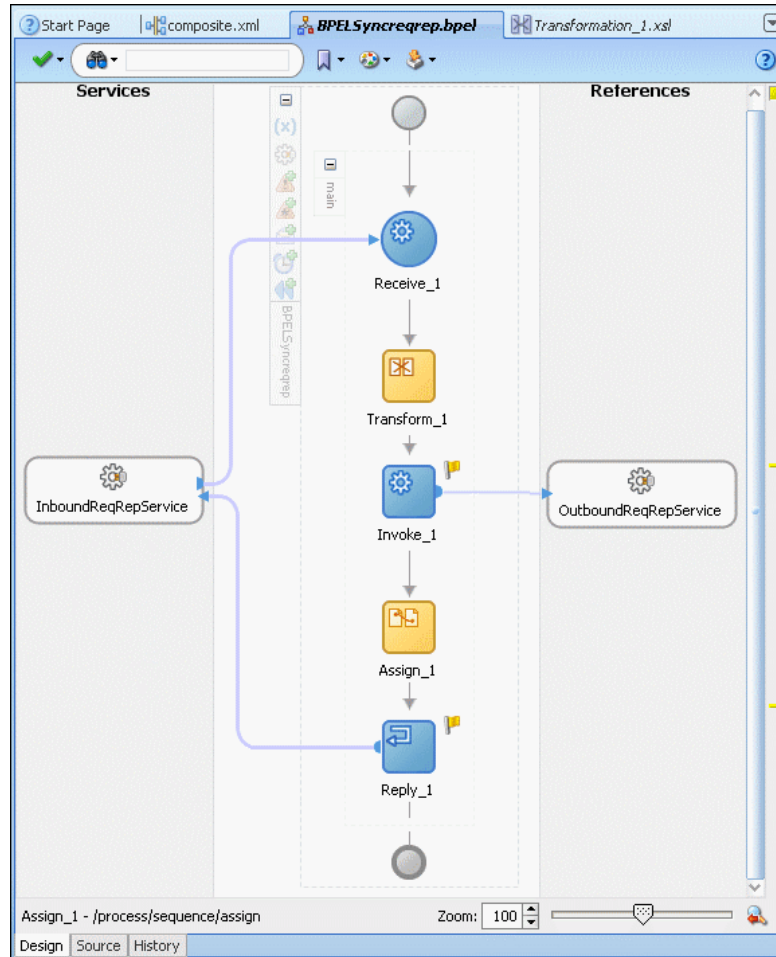 Start Page composite.xml BPELSyncreqrep.bpel Transformation_1.xsl
Services References
(x)
main
BPELSyncreqrep
Receive_1
Transform_1
InboundReqRepService
Invoke_1
OutboundReqRepService
Assign_1
Reply_1
Assign_1 - /process/sequence/assign Zoom: 100
Design Source History